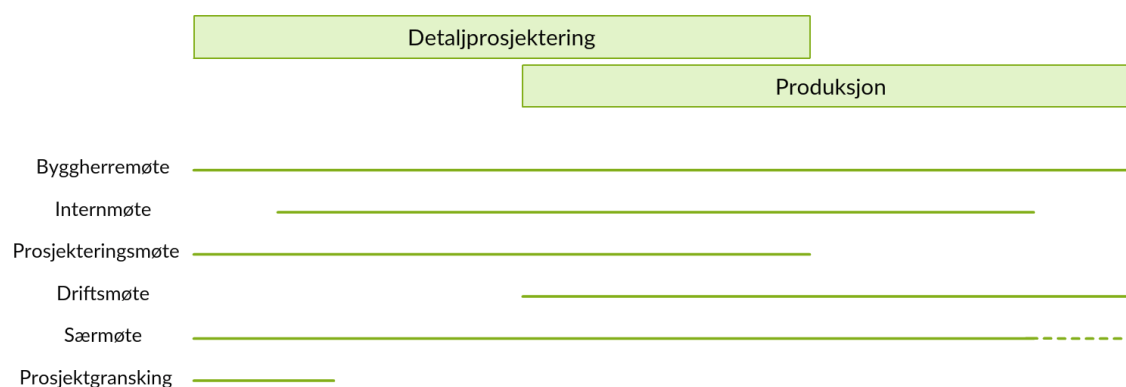 Detaljprosjektering
Produksjon
Byggherremøte
Internmøte
Prosjekteringsmøte
Driftsmøte
Særmøte
Prosjektgransking